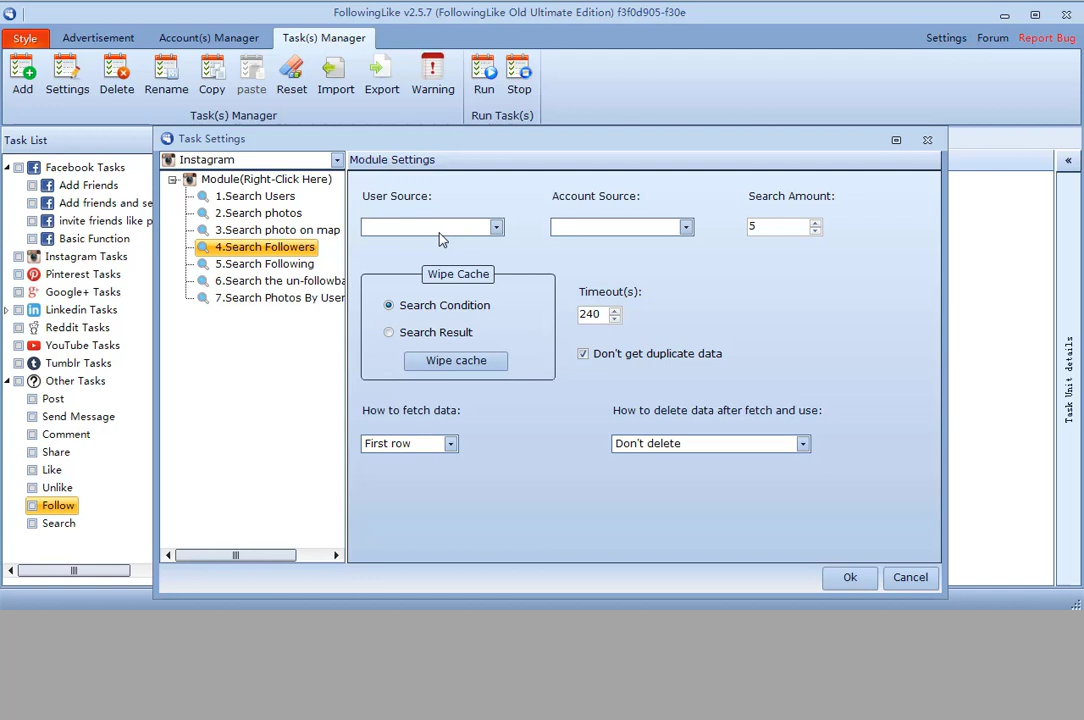 FollowingLike v2.5.7 (FollowingLike Old Ultimate Edition) f3f0d905-f30e
Style Advertisement Account(s) Manager Task(s) Manager Settings Forum Report Bug
Add Settings Delete Rename Copy paste Reset Import Export Warning Run Stop
Task(s) Manager Run Task(s)
Task List
Task Settings
Facebook Tasks
Add Friends
Add friends and se
invite friends like p
Basic Function
Instagram Tasks
Pinterest Tasks
Google+ Tasks
Linkedin Tasks
Reddit Tasks
YouTube Tasks
Tumblr Tasks
Other Tasks
Post
Send Message
Comment
Share
Like
Unlike
Follow
Search
Instagram
Module(Right-Click Here)
1.Search Users
2.Search photos
3.Search photo on map
4.Search Followers
5.Search Following
6.Search the un-followba
7.Search Photos By User
Module Settings
User Source: Account Source: Search Amount:
5
Wipe Cache
Search Condition
Search Result
Wipe cache
Timeout(s):
240
Don't get duplicate data
How to fetch data: How to delete data after fetch and use:
First row Don't delete
Ok Cancel
«
Task Unit details